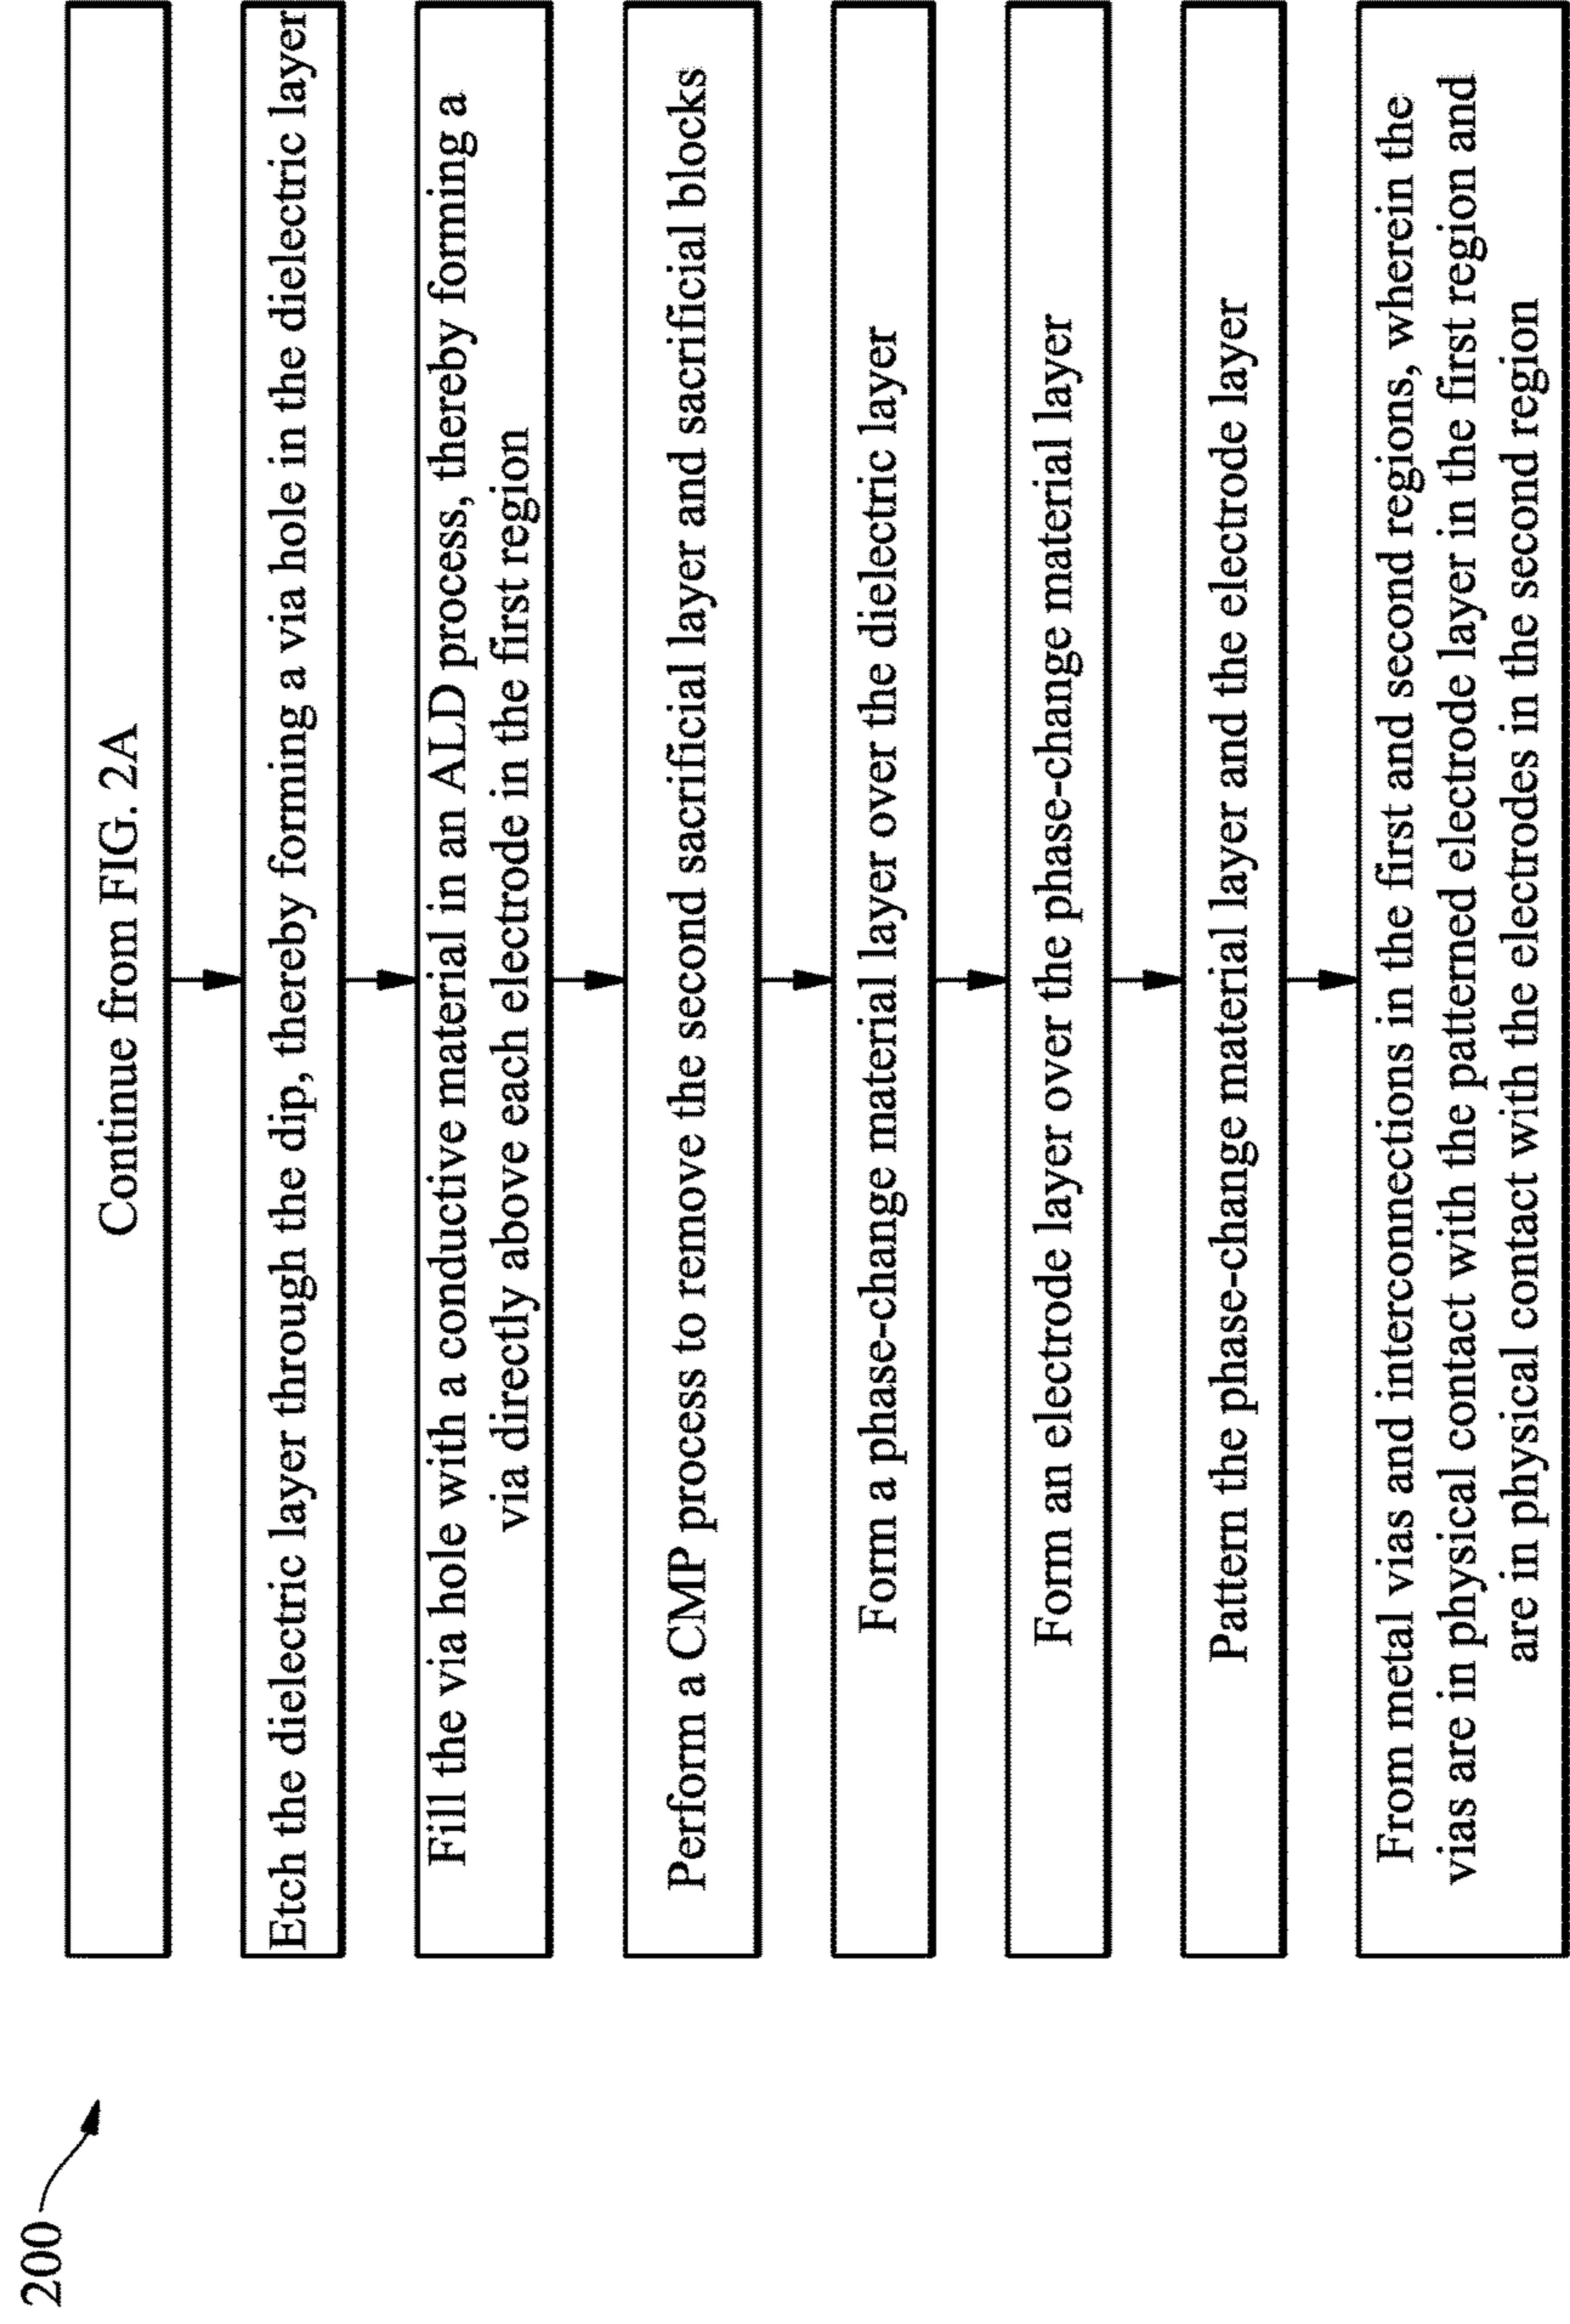 200
Continue from FIG. 2A
Etch the dielectric layer through the dip, thereby forming a via hole in the dielectric layer
Fill the via hole with a conductive material in an ALD process, thereby forming a
via directly above each electrode in the first region
Perform a CMP process to remove the second sacrificial layer and sacrificial blocks
Form a phase-change material layer over the dielectric layer
Form an electrode layer over the phase-change material layer
Pattern the phase-change material layer and the electrode layer
From metal vias and interconnections in the first and second regions, wherein the
vias are in physical contact with the patterned electrode layer in the first region and
are in physical contact with the electrodes in the second region